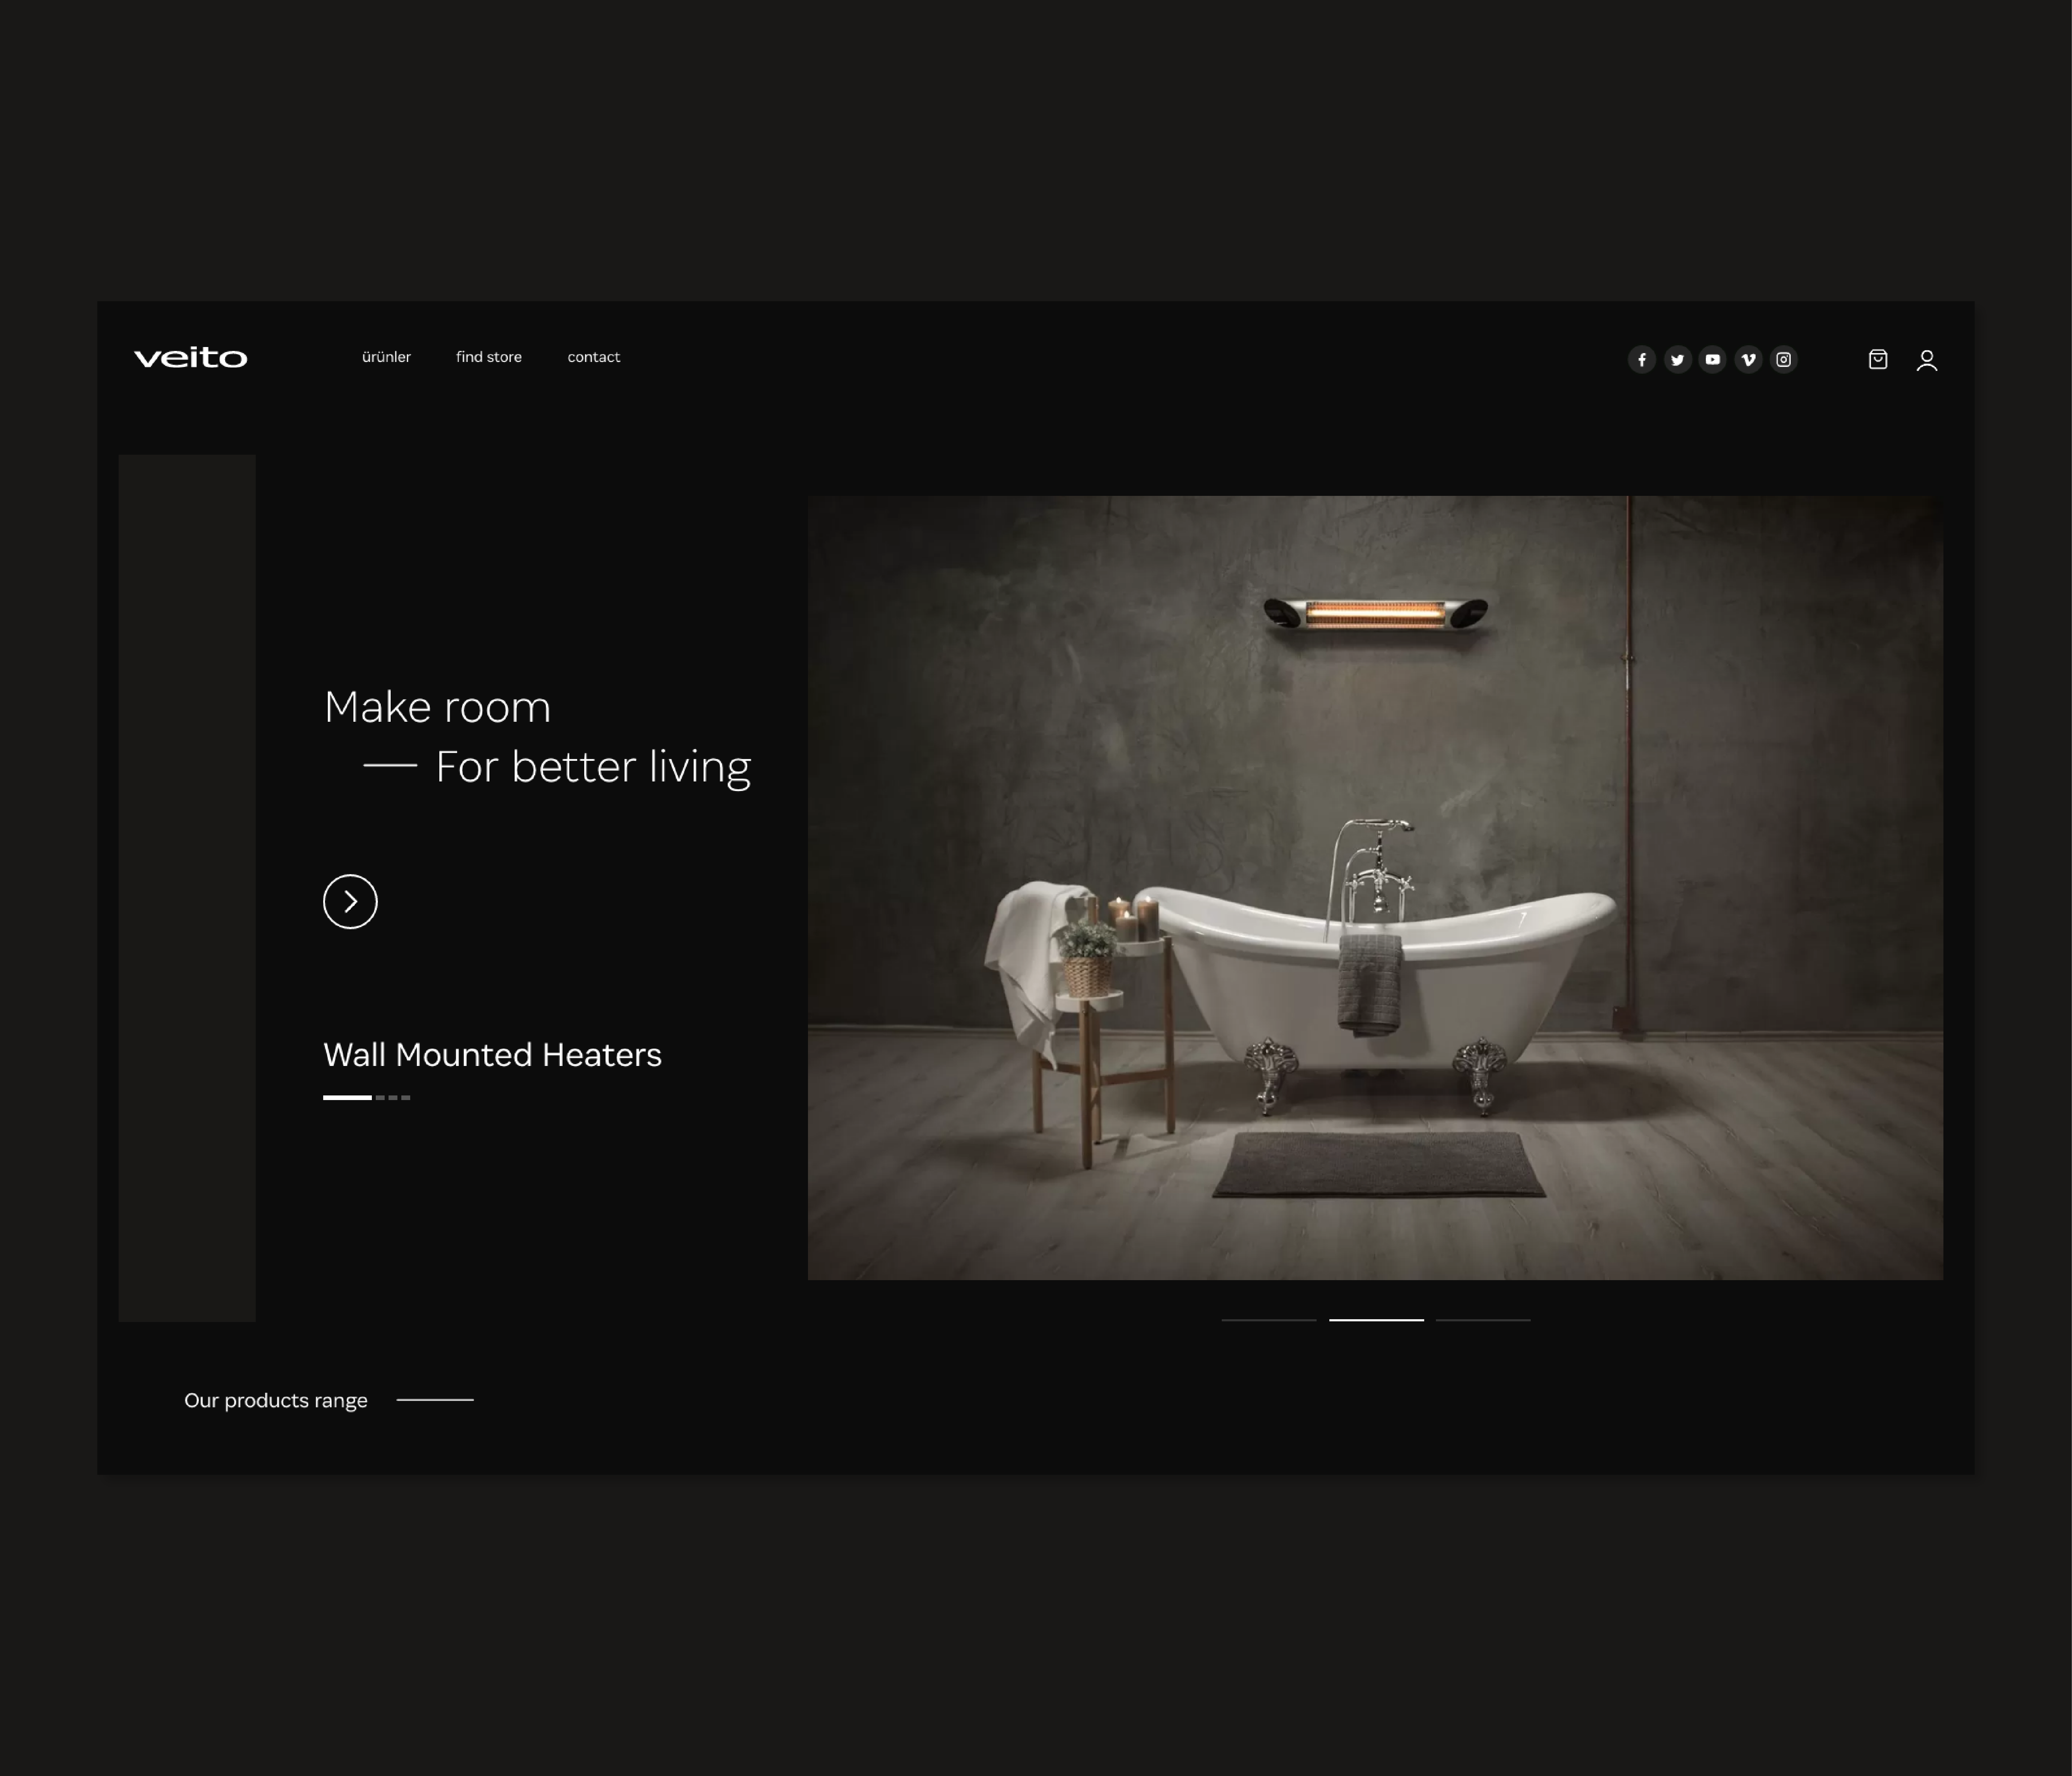 veito
ürünler
find store
contact
Make room
— For better living
Wall Mounted Heaters
Our products range